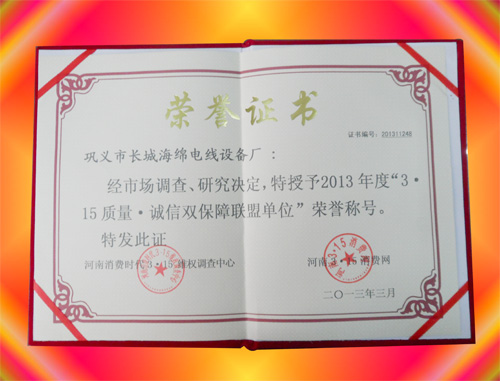 荣誉证书
证书编号:201311248
巩义市长城海绵电线设备厂:
经市场调查、研究决定,特授予2013年度“3·
15质量·诚信双保障联盟单位”荣誉称号。
特发此证
河南消费时代3·15维权调查中心
河南3·15消费网
二〇一三年三月